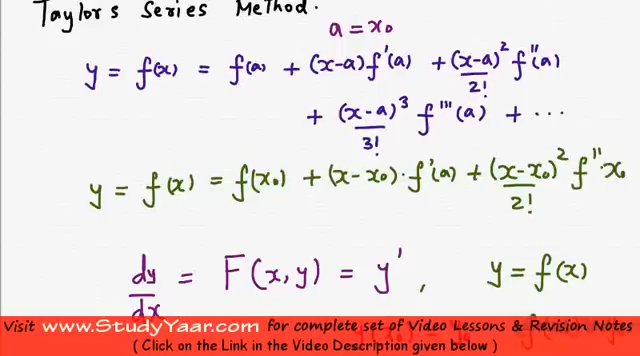 Taylor's Series Method.
a = x₀
y = f(x) = f(a) + (x-a) f'(a) + (x-a)²/2! f''(a)
+ (x-a)³/3! f'''(a) + ...
y = f(x) = f(x₀) + (x-x₀)·f'(a) + (x-x₀)²/2! f''x₀
dy/dx = F(x,y) = y' , y = f(x)
Visit www.StudyYaar.com for complete set of Video Lessons & Revision Notes
( Click on the Link in the Video Description given below )